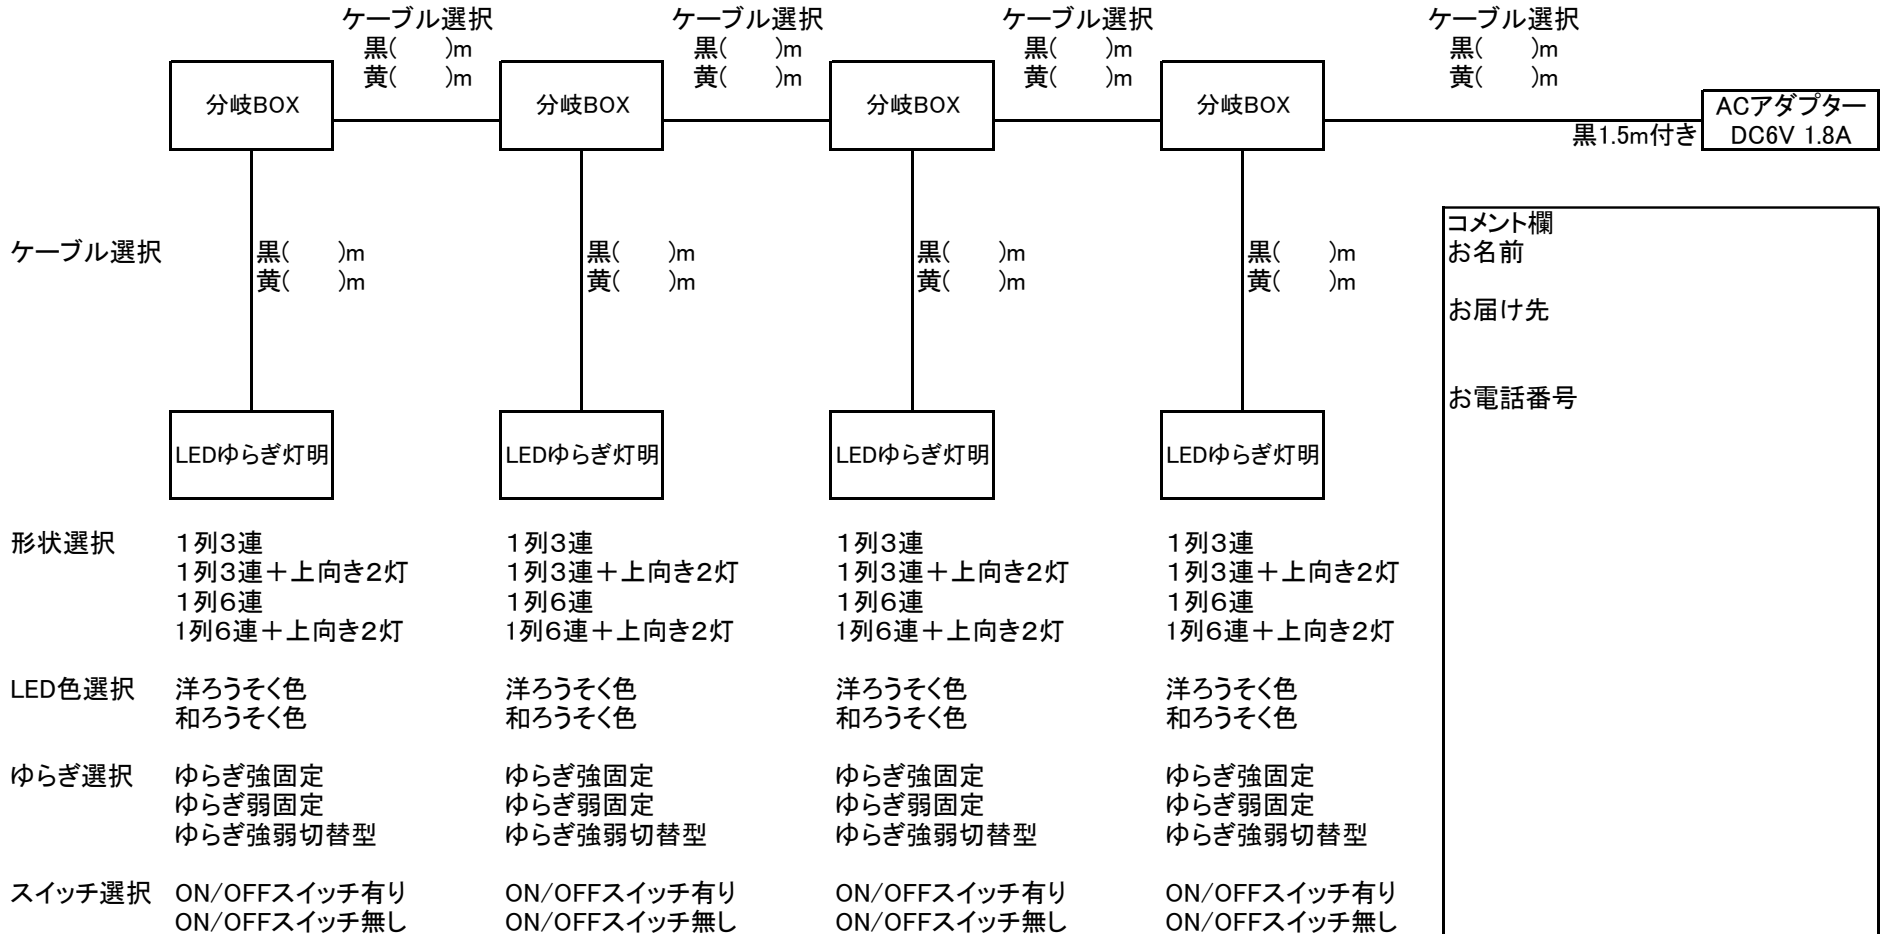 ケーブル選択 ケーブル選択 ケーブル選択 ケーブル選択
黒(　　)m 黒(　　)m 黒(　　)m 黒(　　)m
黄(　　)m 黄(　　)m 黄(　　)m 黄(　　)m
分岐BOX 分岐BOX 分岐BOX 分岐BOX ACアダプター
黒1.5m付き DC6V 1.8A
コメント欄
ケーブル選択 黒(　　)m 黒(　　)m 黒(　　)m 黒(　　)m お名前
黄(　　)m 黄(　　)m 黄(　　)m 黄(　　)m
お届け先
お電話番号
LEDゆらぎ灯明 LEDゆらぎ灯明 LEDゆらぎ灯明 LEDゆらぎ灯明
形状選択 1列3連 1列3連 1列3連 1列3連
1列3連＋上向き2灯 1列3連＋上向き2灯 1列3連＋上向き2灯 1列3連＋上向き2灯
1列6連 1列6連 1列6連 1列6連
1列6連＋上向き2灯 1列6連＋上向き2灯 1列6連＋上向き2灯 1列6連＋上向き2灯
LED色選択 洋ろうそく色 洋ろうそく色 洋ろうそく色 洋ろうそく色
和ろうそく色 和ろうそく色 和ろうそく色 和ろうそく色
ゆらぎ選択 ゆらぎ強固定 ゆらぎ強固定 ゆらぎ強固定 ゆらぎ強固定
ゆらぎ弱固定 ゆらぎ弱固定 ゆらぎ弱固定 ゆらぎ弱固定
ゆらぎ強弱切替型 ゆらぎ強弱切替型 ゆらぎ強弱切替型 ゆらぎ強弱切替型
スイッチ選択 ON/OFFスイッチ有り ON/OFFスイッチ有り ON/OFFスイッチ有り ON/OFFスイッチ有り
ON/OFFスイッチ無し ON/OFFスイッチ無し ON/OFFスイッチ無し ON/OFFスイッチ無し